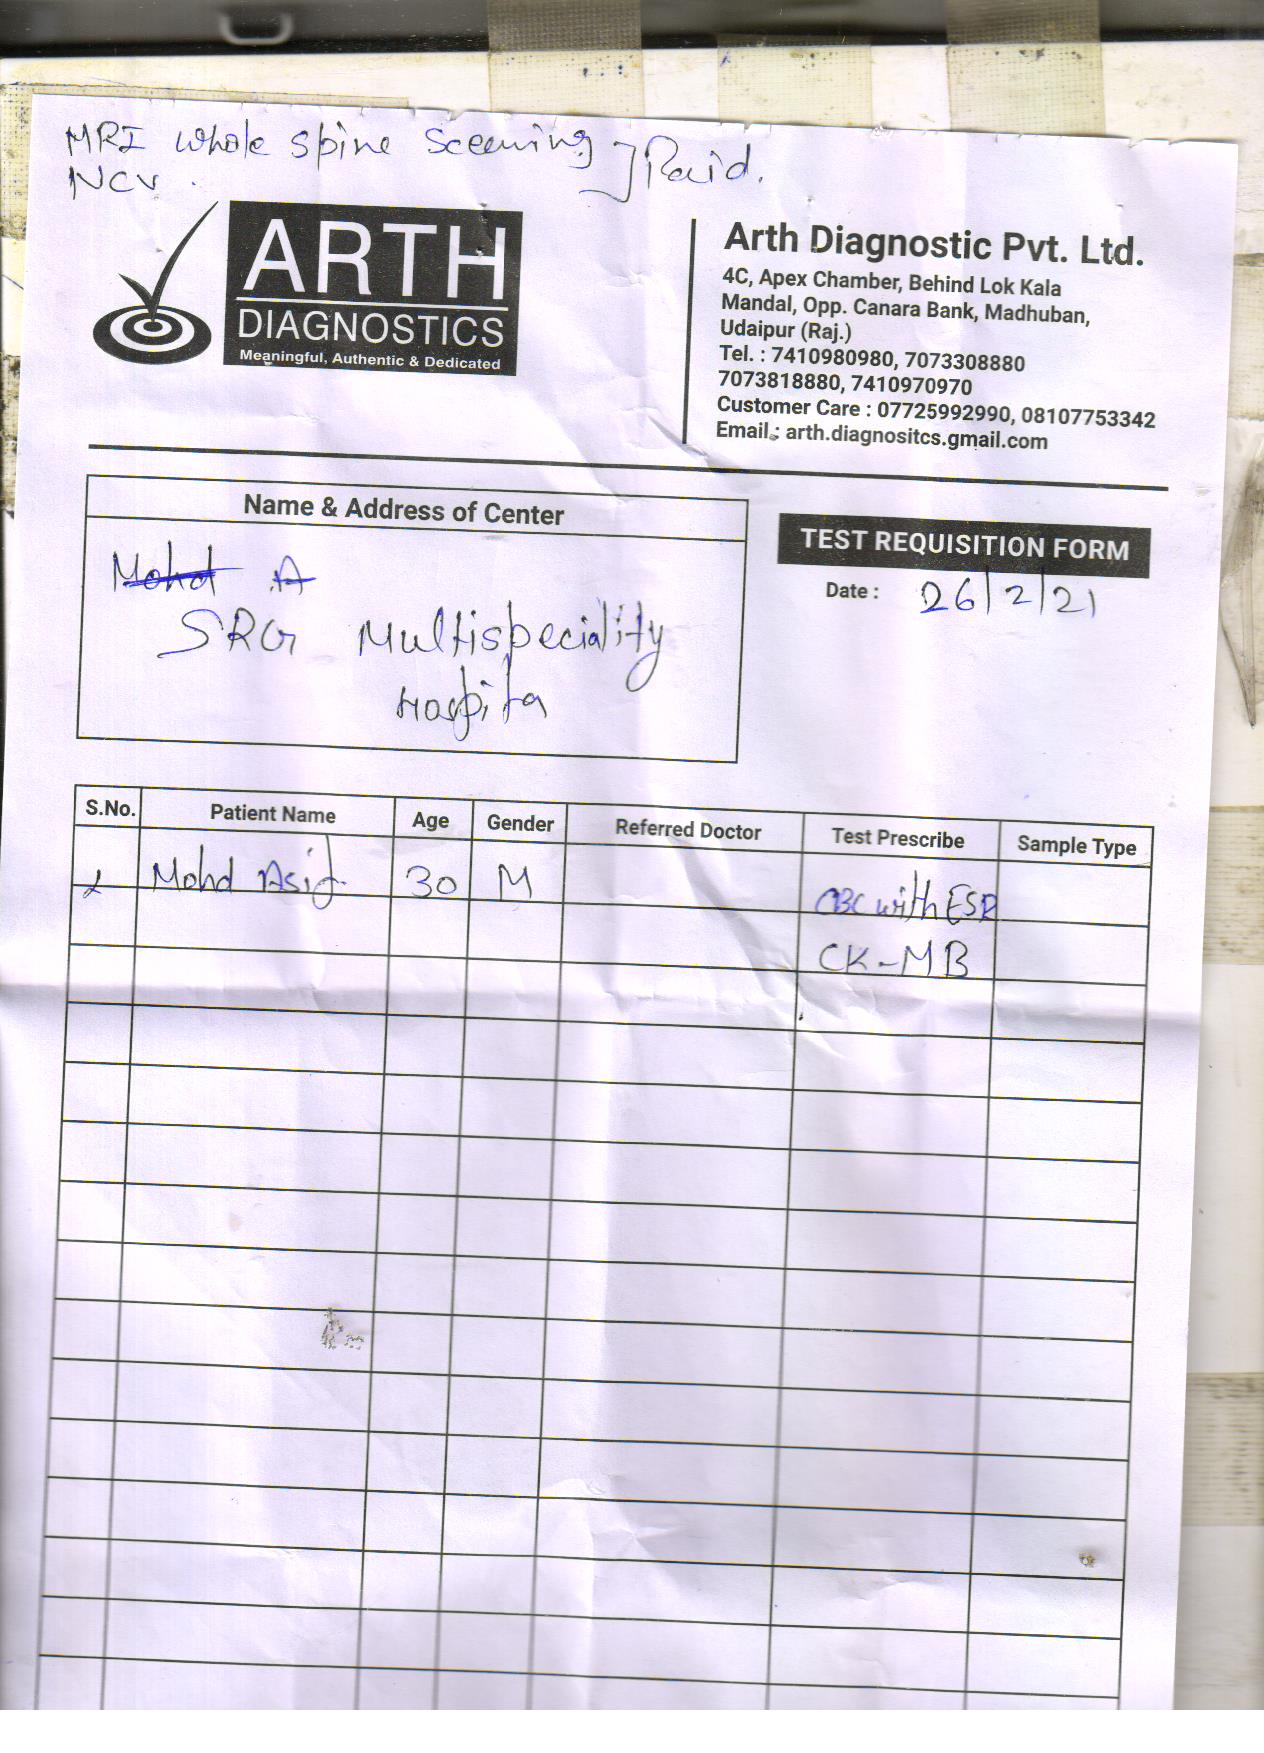 MRI whole spine sceening } Paid.
NCV.
ARTH
DIAGNOSTICS
Meaningful, Authentic & Dedicated
Arth Diagnostic Pvt. Ltd.
4C, Apex Chamber, Behind Lok Kala
Mandal, Opp. Canara Bank, Madhuban,
Udaipur (Raj.)
Tel. : 7410980980, 7073308880
7073818880, 7410970970
Customer Care : 07725992990, 08107753342
Email : arth.diagnositcs.gmail.com
Name & Address of Center
Mohd A
SRG Multispeciality
Hospita
TEST REQUISITION FORM
Date : 26/2/21
S.No. Patient Name Age Gender Referred Doctor Test Prescribe Sample Type
Mohd Asif 30 M CBC with ESR
CK-MB